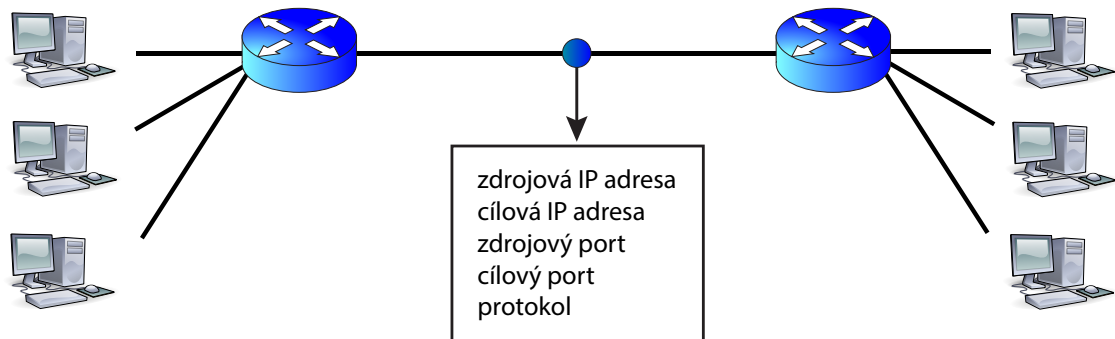 zdrojová IP adresa
cílová IP adresa
zdrojový port
cílový port
protokol